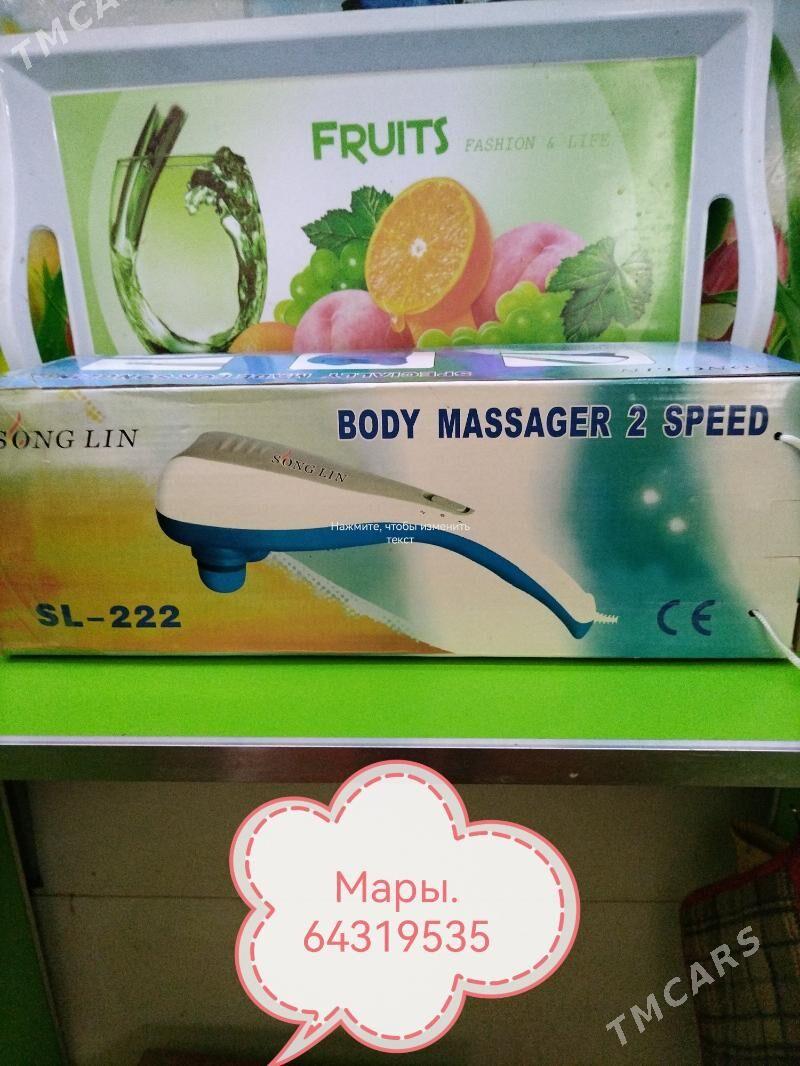 TMCARS
FRUITS FASHION & LIFE
SONG LIN
BODY MASSAGER 2 SPEED
SONG LIN
Нажмите, чтобы изменить
текст
SL-222
CE
Мары.
64319535
TMCARS